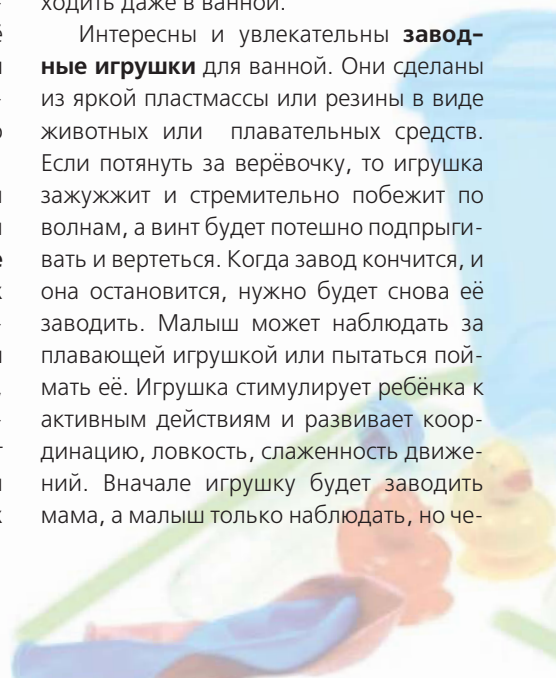 ходить даже в ванной.
Интересны и увлекательны завод-
ные игрушки для ванной. Они сделаны
из яркой пластмассы или резины в виде
животных или плавательных средств.
Если потянуть за верёвочку, то игрушка
зажужжит и стремительно побежит по
волнам, а винт будет потешно подпрыги-
вать и вертеться. Когда завод кончится, и
она остановится, нужно будет снова её
заводить. Малыш может наблюдать за
плавающей игрушкой или пытаться пой-
мать её. Игрушка стимулирует ребёнка к
активным действиям и развивает коор-
динацию, ловкость, слаженность движе-
ний. Вначале игрушку будет заводить
мама, а малыш только наблюдать, но че-